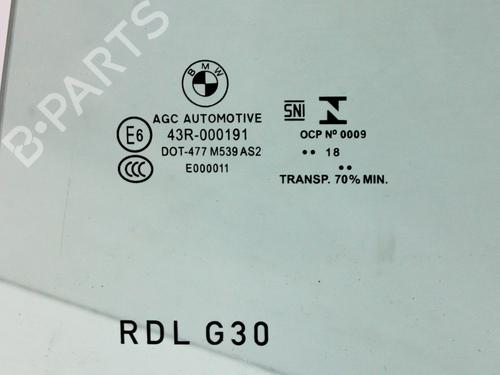 B-PARTS
BMW
AGC AUTOMOTIVE
E6 43R-000191
DOT-477 M539 AS2
CCC E000011
SNI N
OCP Nº 0009
•• 18
••
TRANSP. 70% MIN.
RDL G30